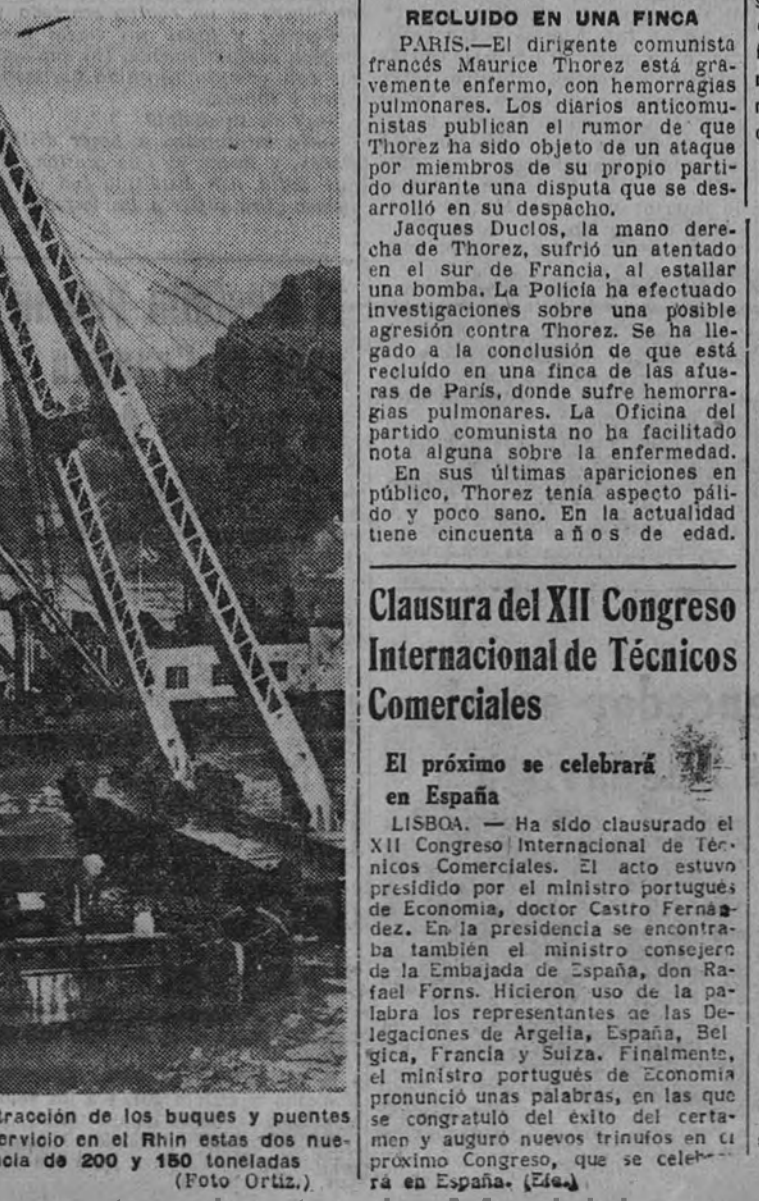 RECLUIDO EN UNA FINCA
PARIS.—El dirigente comunista
francés Maurice Thorez está gra-
vemente enfermo, con hemorragias
pulmonares. Los diarios anticomu-
nistas publican el rumor de que
Thorez ha sido objeto de un ataque
por miembros de su propio parti-
do durante una disputa que se des-
arrolló en su despacho.
Jacques Duclos, la mano dere-
cha de Thorez, sufrió un atentado
en el sur de Francia, al estallar
una bomba. La Policía ha efectuado
investigaciones sobre una posible
agresión contra Thorez. Se ha lle-
gado a la conclusión de que está
recluído en una finca de las afue-
ras de París, donde sufre hemorra-
gias pulmonares. La Oficina del
partido comunista no ha facilitado
nota alguna sobre la enfermedad.
En sus últimas apariciones en
público, Thorez tenía aspecto páli-
do y poco sano. En la actualidad
tiene cincuenta años de edad.
Clausura del XII Congreso
Internacional de Técnicos
Comerciales
El próximo se celebrará
en España
LISBOA. — Ha sido clausurado el
XII Congreso Internacional de Téc-
nicos Comerciales. El acto estuvo
presidido por el ministro portugués
de Economía, doctor Castro Fernán-
dez. En la presidencia se encontra-
ba también el ministro consejero
de la Embajada de España, don Ra-
fael Forns. Hicieron uso de la pa-
labra los representantes de las De-
legaciones de Argelia, España, Bél
gica, Francia y Suiza. Finalmente,
el ministro portugués de Economía
pronunció unas palabras, en las que
se congratuló del éxito del certa-
men y auguró nuevos trinufos en el
próximo Congreso, que se celeb
rá en España. (Efe.)
tracción de los buques y puentes
ervicio en el Rhin estas dos nue-
cia de 200 y 150 toneladas
(Foto Ortiz.)